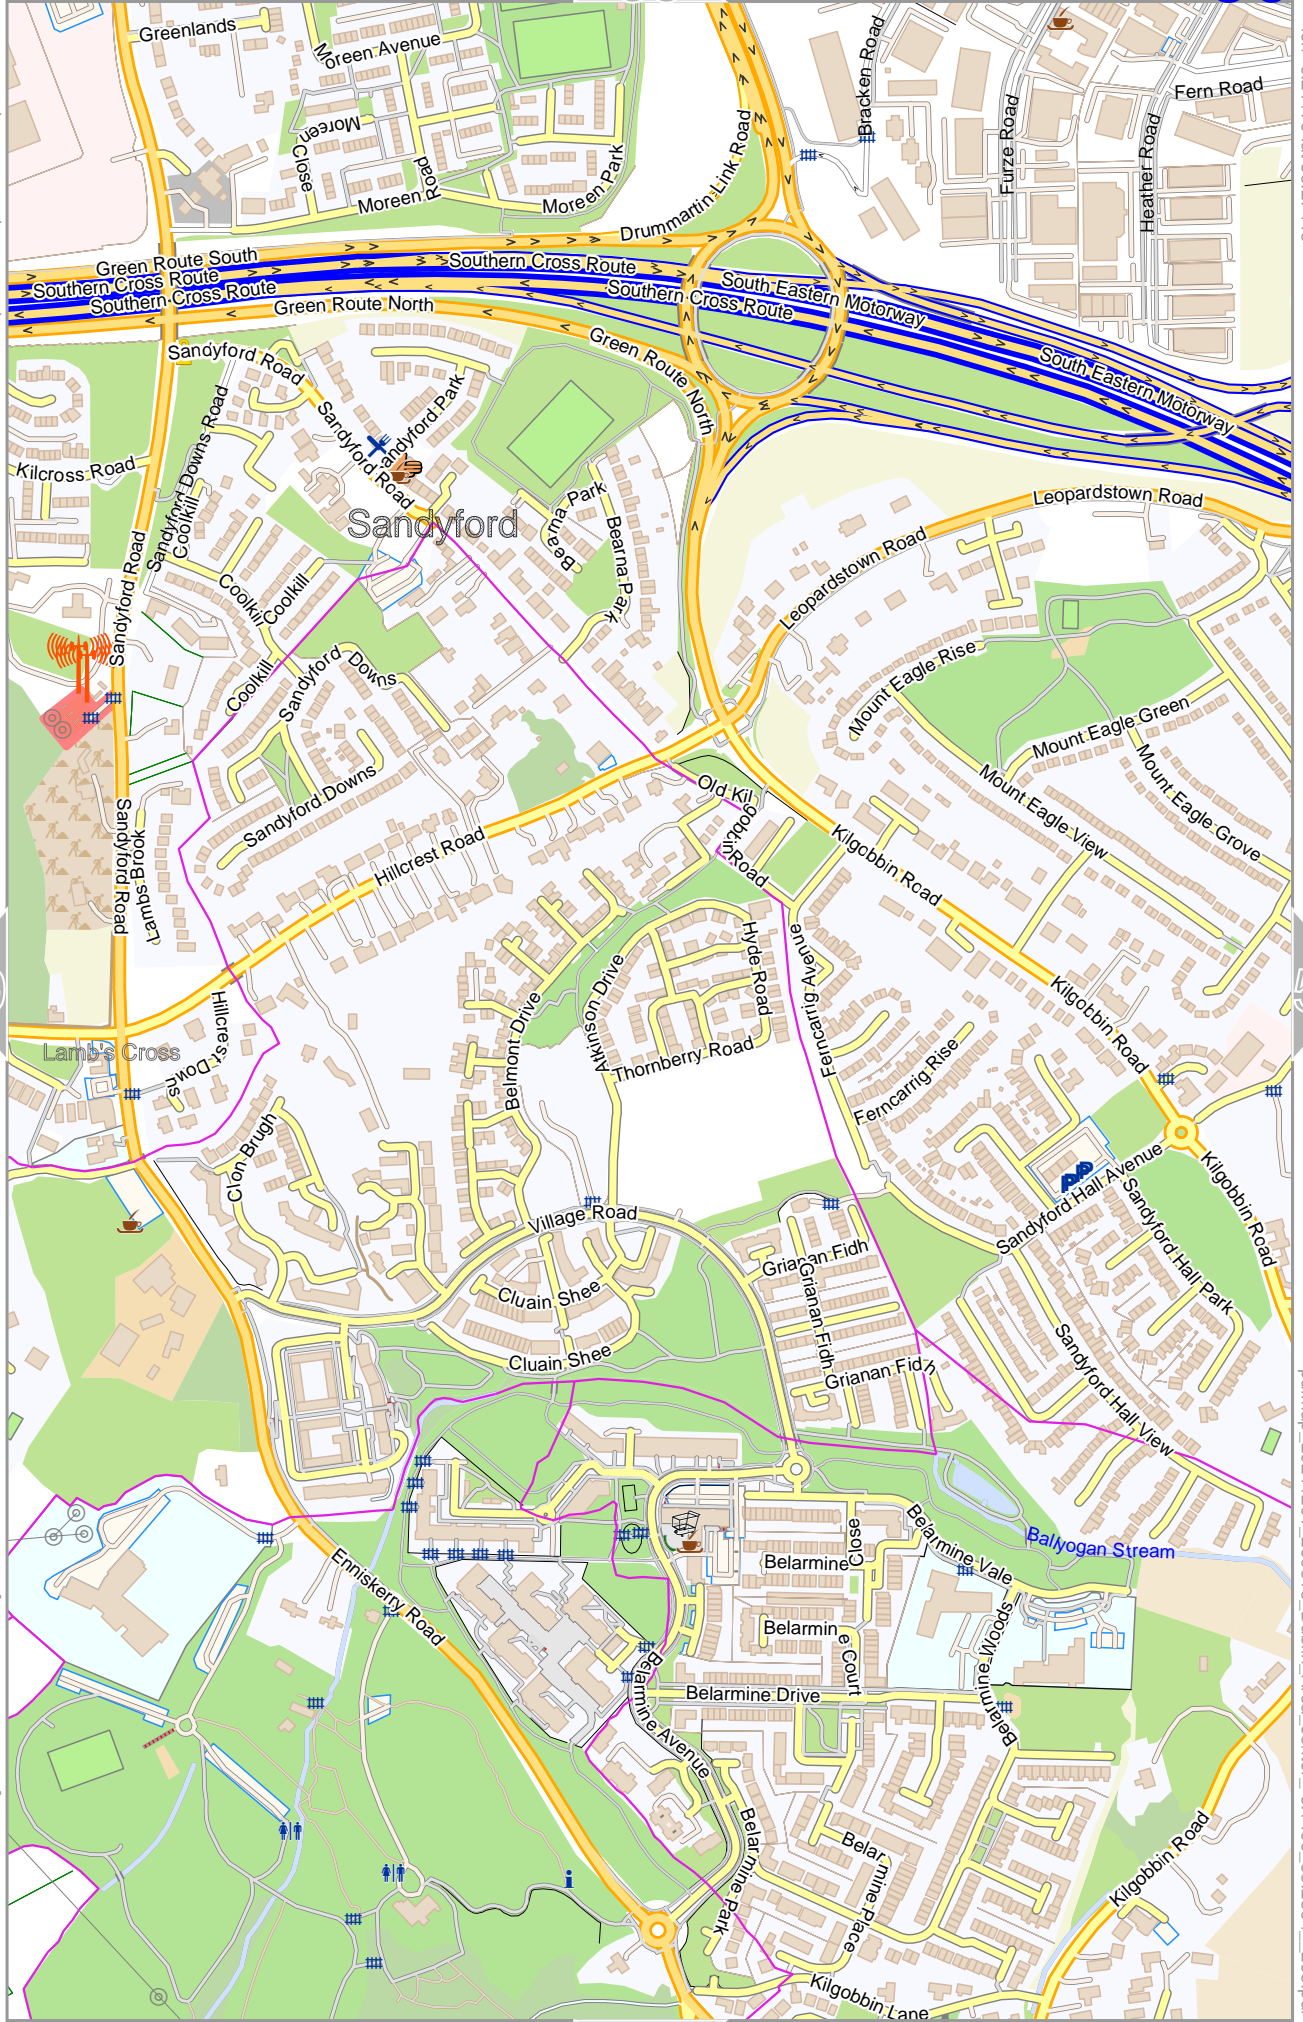 Greenlands
Moreen Avenue
Bracken Road
Fern Road
Furze Road
Heather Road
Moreen Close
Moreen Road
Moreen Park
Drummartin Link Road
Green Route South
Southern Cross Route
Southern Cross Route
Southern Cross Route
Southern Cross Route
Green Route North
South Eastern Motorway
South Eastern Motorway
Green Route North
Sandyford Road
Sandyford Park
Sandyford Road
Sandyford Downs Road
Kilcross Road
Coolkill
Sandyford
Bearna Park
Bearna Park
Leopardstown Road
Leopardstown Road
Sandyford Road
Coolkill
Coolkill
Coolkill
Sandyford Downs
Mount Eagle Rise
Mount Eagle Green
Mount Eagle View
Mount Eagle Grove
Sandyford Downs
Old Kilgobbin Road
Kilgobbin Road
Hillcrest Road
Sandyford Road
Lambs Brook
Hyde Road
Ferncarrig Avenue
Atkinson Drive
Belmont Drive
Thornberry Road
Kilgobbin Road
Hillcrest Downs
Lamb's Cross
Ferncarrig Rise
Clon Brugh
Village Road
Sandyford Hall Avenue
Kilgobbin Road
Sandyford Hall Park
Grianan Fidh
Grianan Fidh
Grianan Fidh
Cluain Shee
Cluain Shee
Sandyford Hall View
Enniskerry Road
Belarmine Close
Belarmine Vale
Ballyogan Stream
Belarmine Court
Belarmine Woods
Belarmine Drive
Belarmine Avenue
Belarmine Park
Belarmine Place
Kilgobbin Road
Kilgobbin Lane